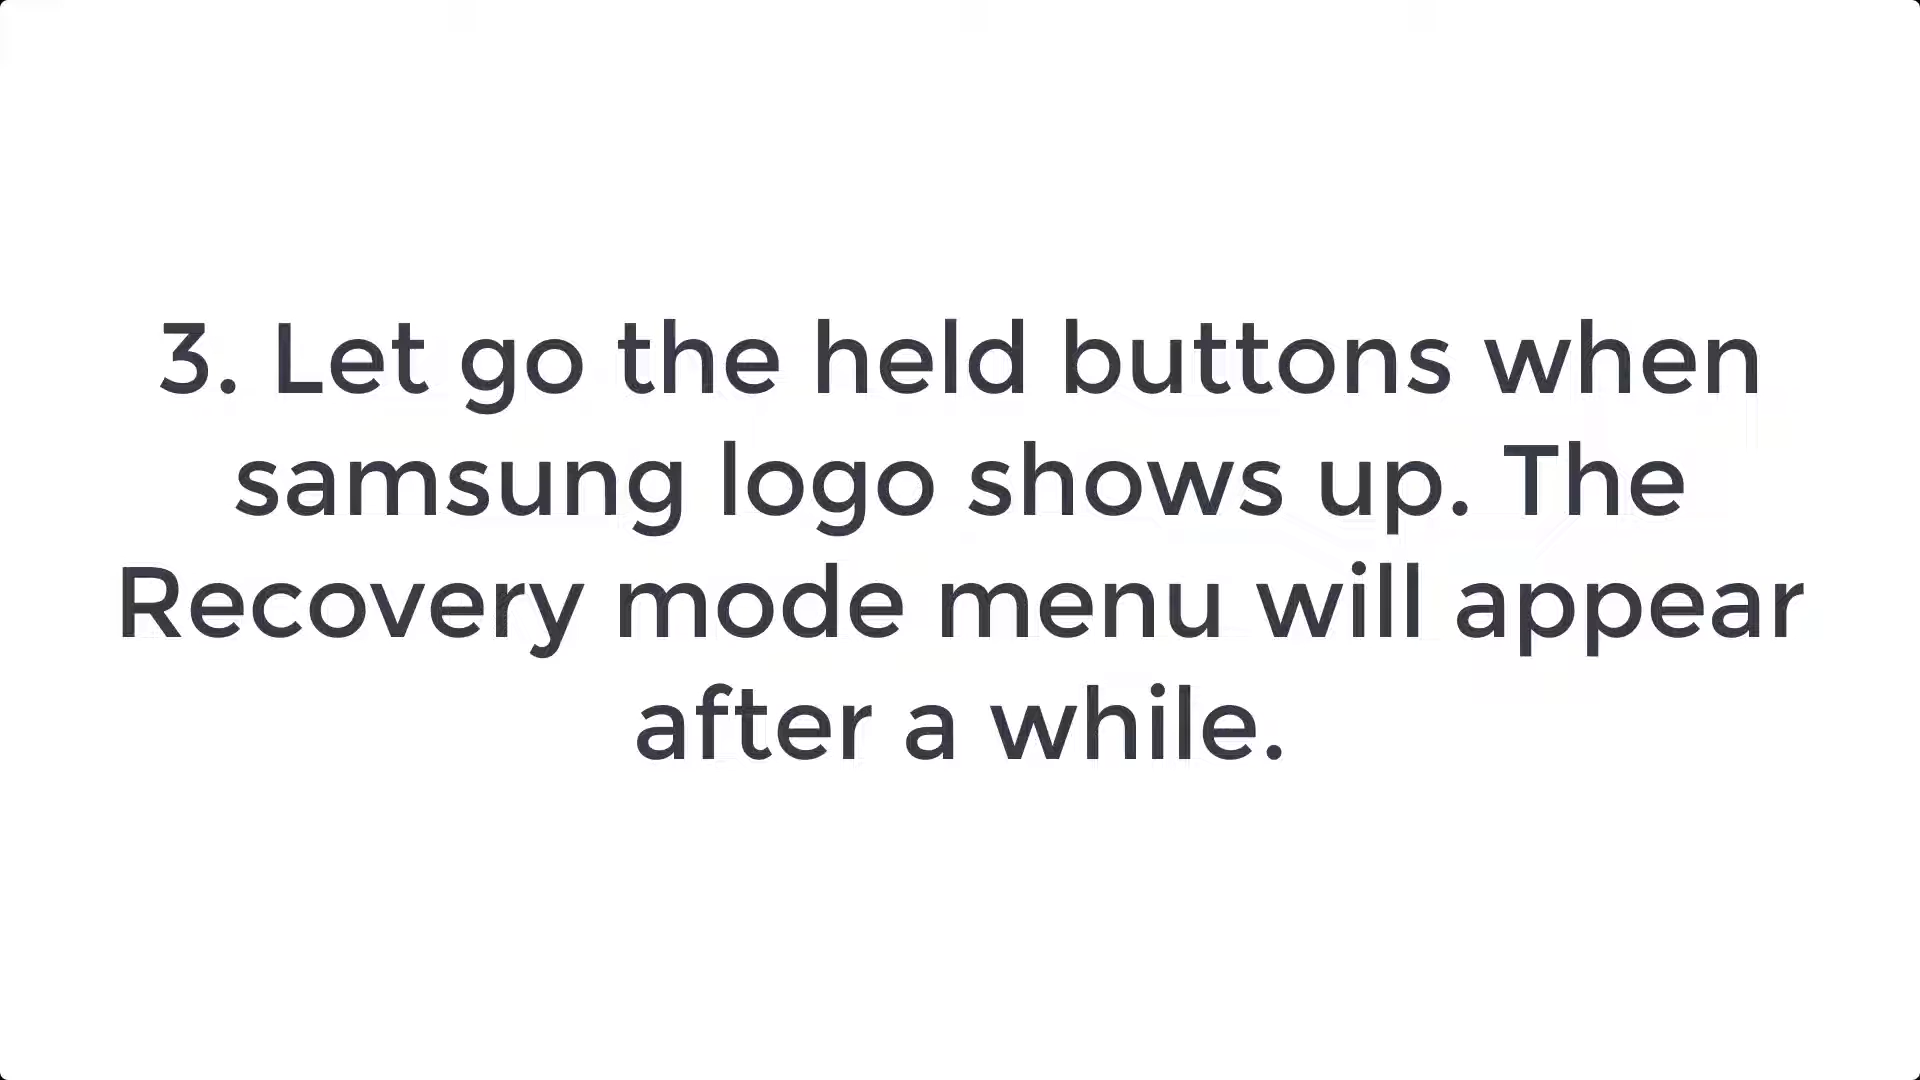 3. Let go the held buttons when
samsung logo shows up. The
Recovery mode menu will appear
after a while.